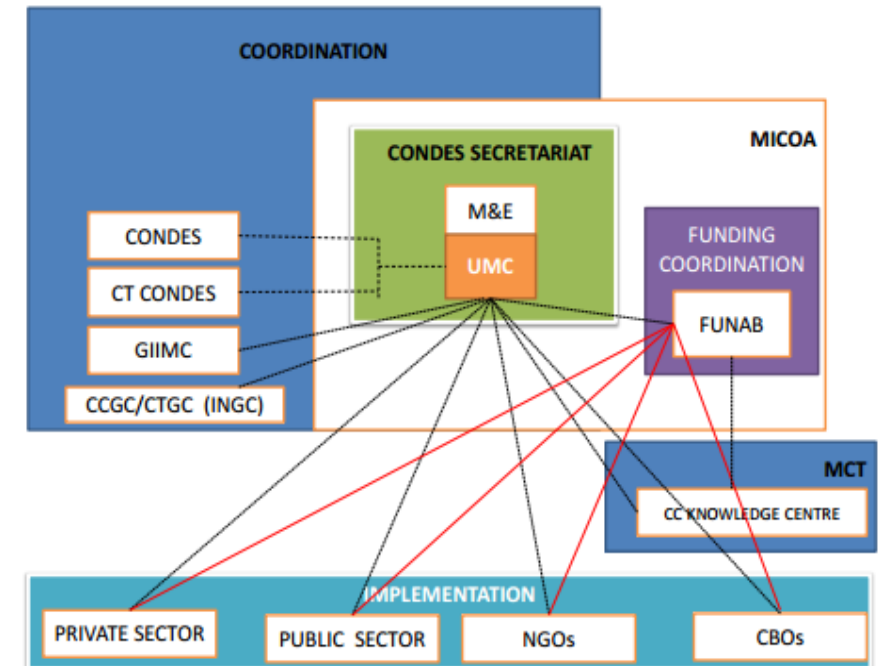 COORDINATION
MICOA
CONDES SECRETARIAT
M&E
UMC
FUNDING
COORDINATION
FUNAB
CONDES
CT CONDES
GIIMC
CCGC/CTGC (INGC)
MCT
CC KNOWLEDGE CENTRE
IMPLEMENTATION
PRIVATE SECTOR
PUBLIC SECTOR
NGOs
CBOs